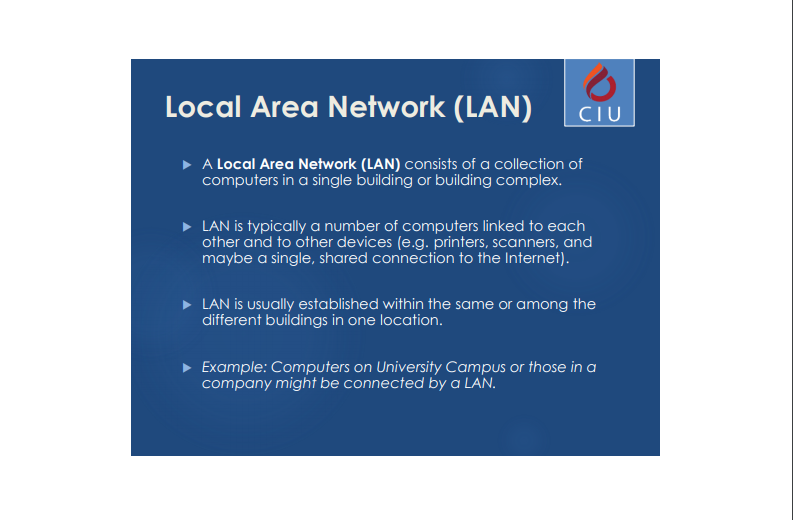 Local Area Network (LAN)
CIU
A Local Area Network (LAN) consists of a collection of
computers in a single building or building complex.
LAN is typically a number of computers linked to each
other and to other devices (e.g. printers, scanners, and
maybe a single, shared connection to the Internet).
LAN is usually established within the same or among the
different buildings in one location.
Example: Computers on University Campus or those in a
company might be connected by a LAN.